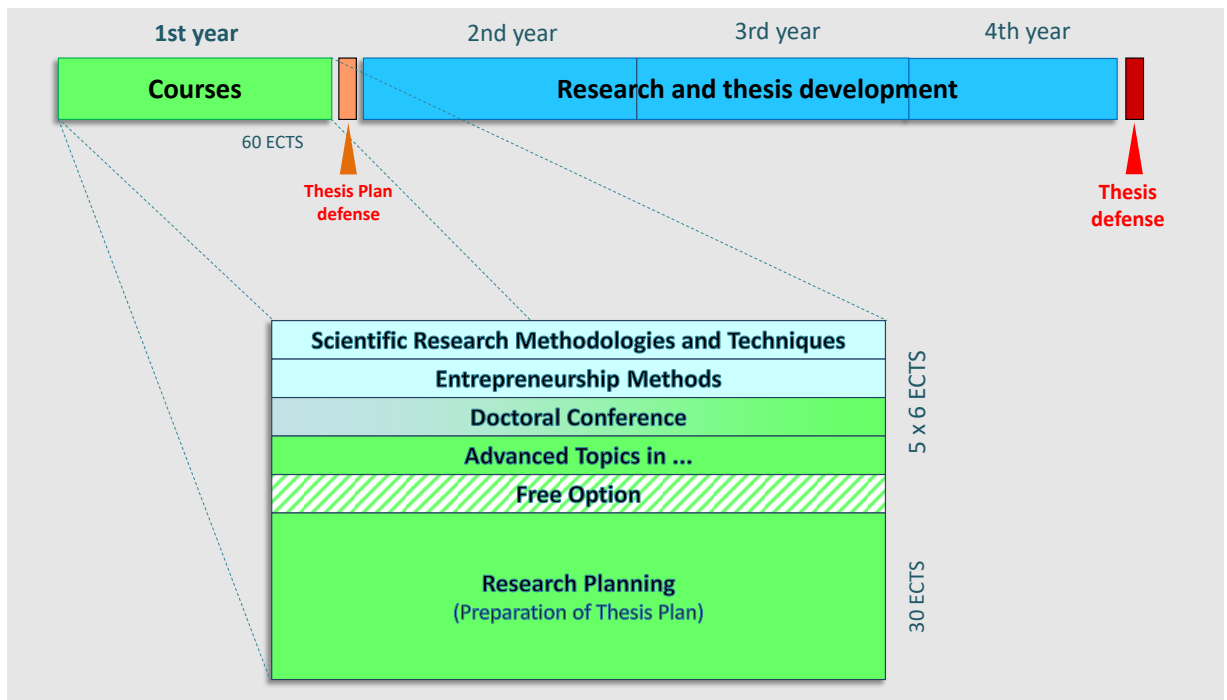 1st year
2nd year
3rd year
4th year
Courses
Research and thesis development
60 ECTS
Thesis Plan
defense
Thesis
defense
Scientific Research Methodologies and Techniques
Entrepreneurship Methods
Doctoral Conference
Advanced Topics in ...
Free Option
5 x 6 ECTS
Research Planning
(Preparation of Thesis Plan)
30 ECTS